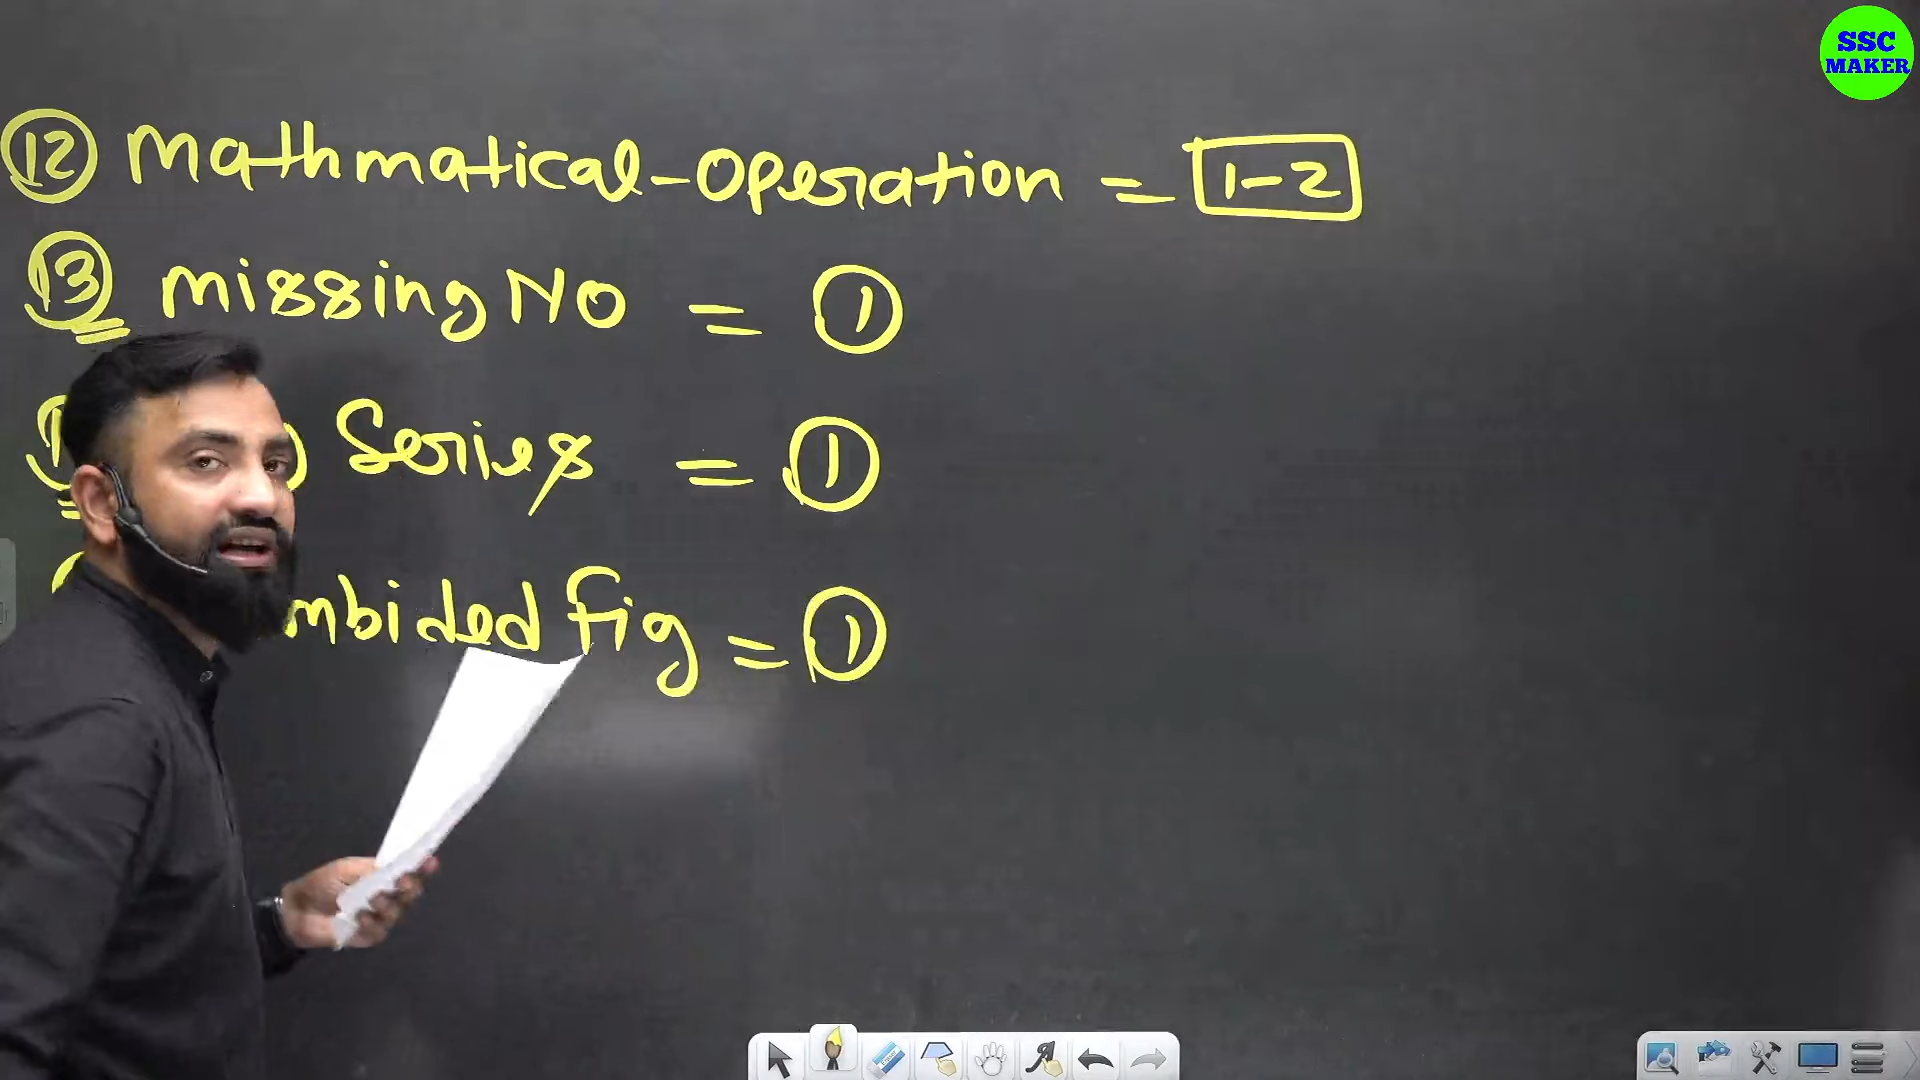 SSC
MAKER
12 Mathmatical-Operation = 1-2
13 missing NO = 1
Series = 1
mbided fig = 1